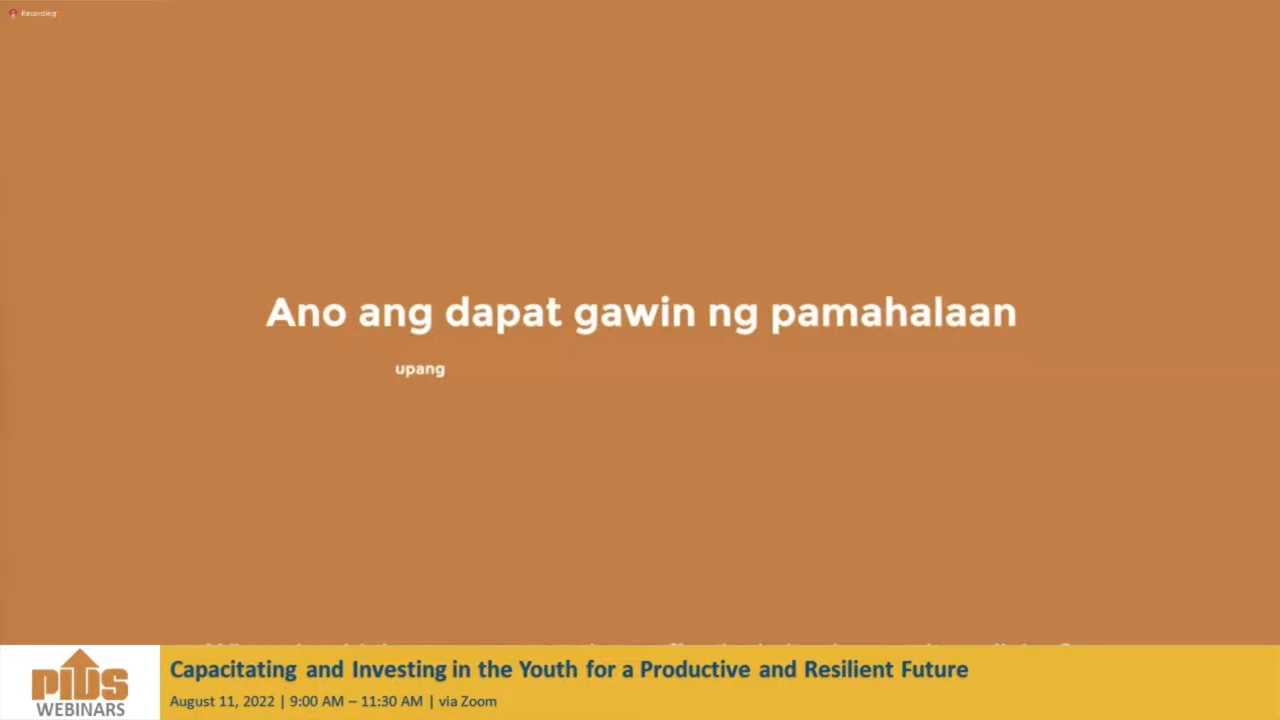 Recording
Ano ang dapat gawin ng pamahalaan
upang
PIDS
WEBINARS
Capacitating and Investing in the Youth for a Productive and Resilient Future
August 11, 2022 | 9:00 AM – 11:30 AM | via Zoom